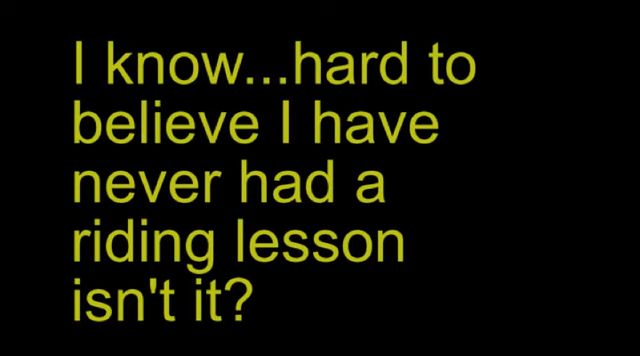 I know...hard to
believe I have
never had a
riding lesson
isn't it?